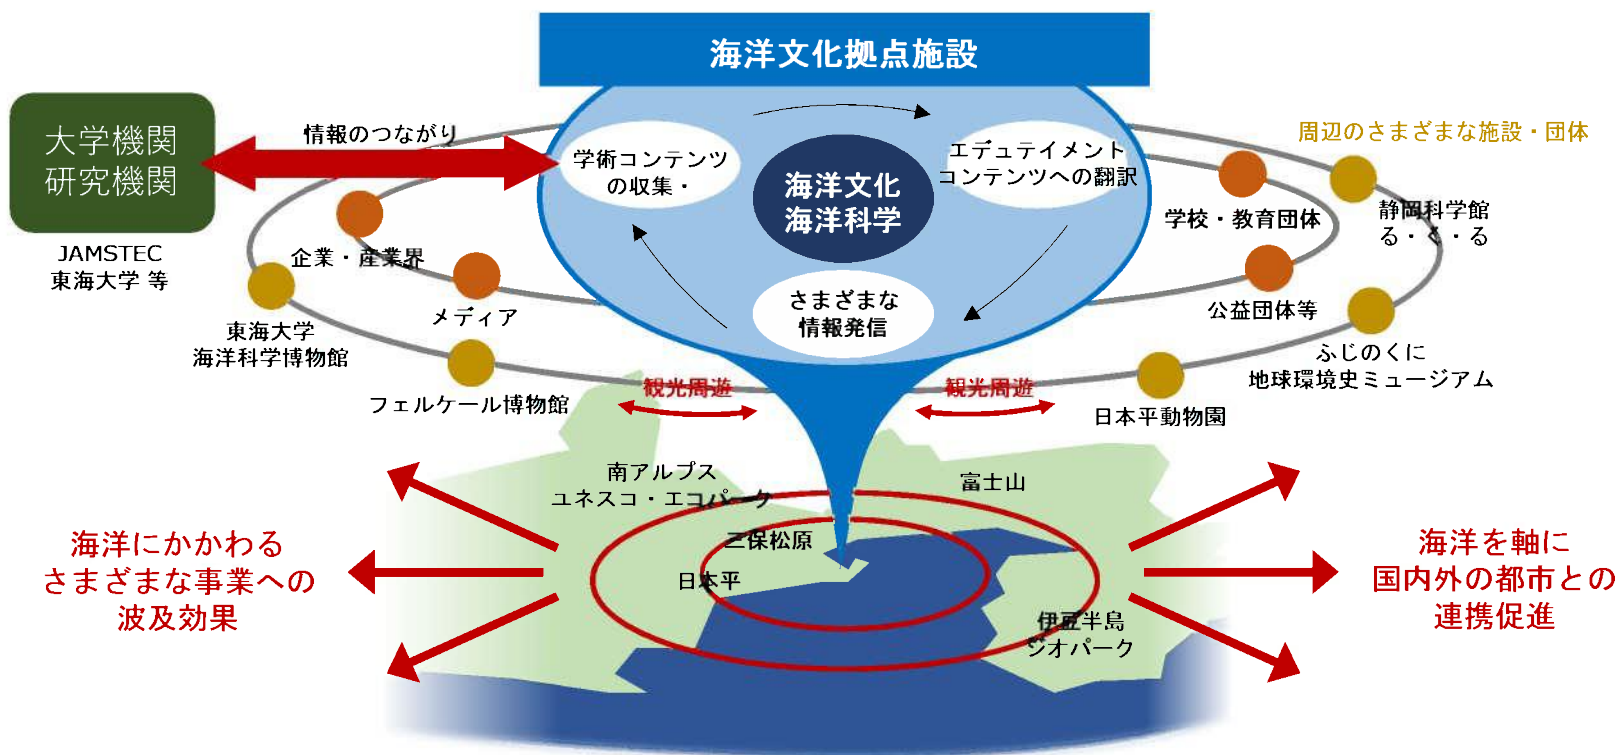 海洋文化拠点施設
大学機関
研究機関
JAMSTEC
東海大学 等
情報のつながり
学術コンテンツ
の収集・
海洋文化
海洋科学
エデュテイメント
コンテンツへの翻訳
さまざまな
情報発信
周辺のさまざまな施設・団体
企業・産業界
メディア
学校・教育団体
公益団体等
静岡科学館
る・く・る
東海大学
海洋科学博物館
フェルケール博物館
ふじのくに
地球環境史ミュージアム
日本平動物園
観光周遊
観光周遊
南アルプス
ユネスコ・エコパーク
富士山
三保松原
日本平
伊豆半島
ジオパーク
海洋にかかわる
さまざまな事業への
波及効果
海洋を軸に
国内外の都市との
連携促進